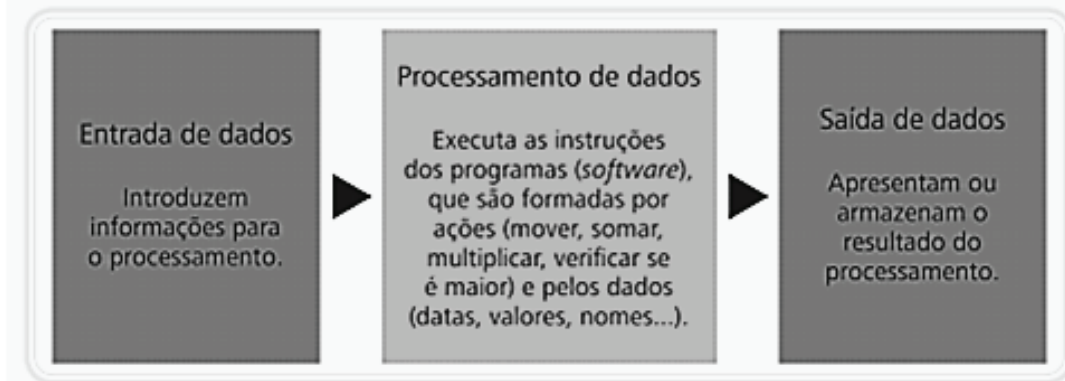 Entrada de dados
Introduzem
informações para
o processamento.
Processamento de dados
Executa as instruções
dos programas (software),
que são formadas por
ações (mover, somar,
multiplicar, verificar se
é maior) e pelos dados
(datas, valores, nomes...).
Saída de dados
Apresentam ou
armazenam o
resultado do
processamento.